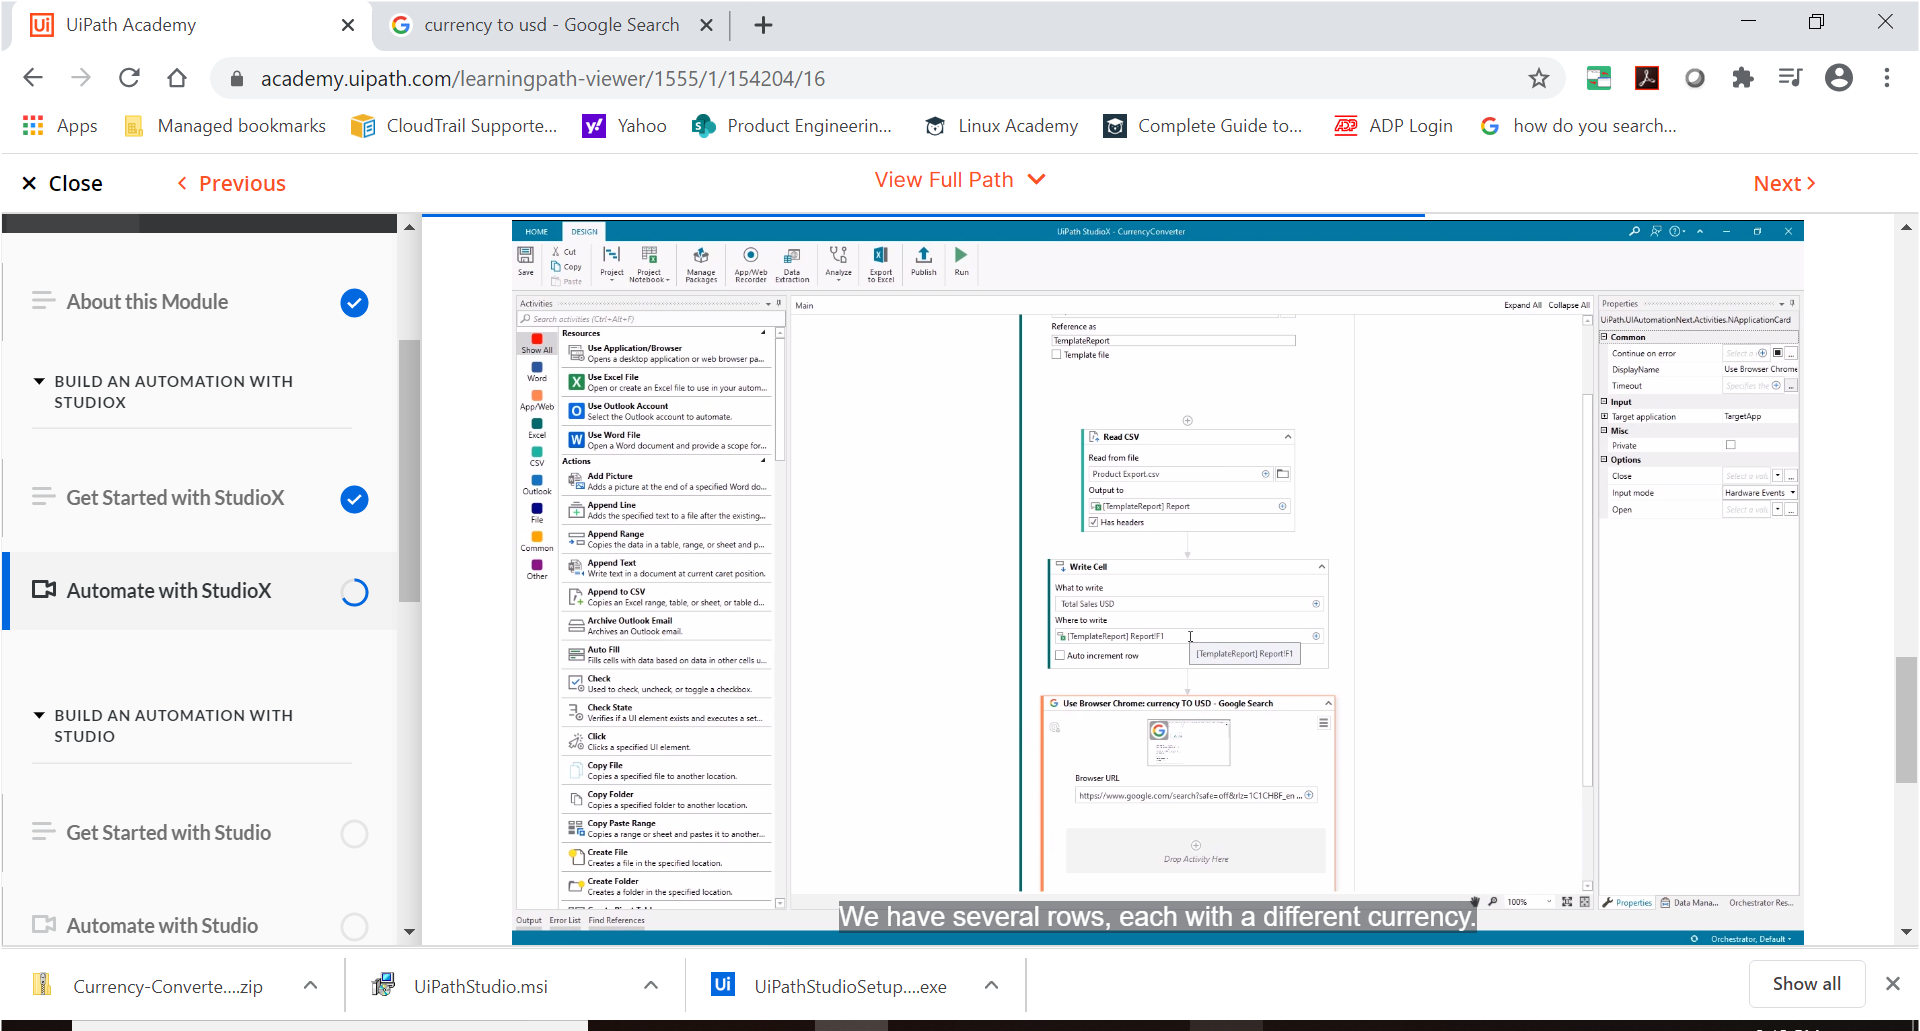 UiPath Academy
currency to usd - Google Search
academy.uipath.com/learningpath-viewer/1555/1/154204/16
Apps
Managed bookmarks
CloudTrail Supporte...
Yahoo
Product Engineerin...
Linux Academy
Complete Guide to...
ADP Login
how do you search...
Close
Previous
View Full Path
Next
About this Module
BUILD AN AUTOMATION WITH
STUDIOX
Get Started with StudioX
Automate with StudioX
BUILD AN AUTOMATION WITH
STUDIO
Get Started with Studio
Automate with Studio
HOME
DESIGN
UiPath StudioX - CurrencyConverter
Save
Cut
Copy
Paste
Project
Project
Notebook
Manage
Packages
App/Web
Recorder
Data
Extraction
Analyze
Export
to Excel
Publish
Run
Activities
Search activities (Ctrl+Alt+F)
Show All
Word
App/Web
Excel
CSV
Outlook
File
Common
Other
Resources
Use Application/Browser
Opens a desktop application or web browser pa...
Use Excel File
Open or create an Excel file to use in your autom...
Use Outlook Account
Select the Outlook account to automate.
Use Word File
Open a Word document and provide a scope for...
Actions
Add Picture
Adds a picture at the end of a specified Word do...
Append Line
Adds the specified text to a file after the existing...
Append Range
Copies the data in a table, range, or sheet and p...
Append Text
Write text in a document at current caret position.
Append to CSV
Copies an Excel range, table, or sheet, or table d...
Archive Outlook Email
Archives an Outlook email.
Auto Fill
Fills cells with data based on data in other cells u...
Check
Used to check, uncheck, or toggle a checkbox.
Check State
Verifies if a UI element exists and executes a set...
Click
Clicks a specified UI element.
Copy File
Copies a specified file to another location.
Copy Folder
Copies a specified folder to another location.
Copy Paste Range
Copies a range or sheet and pastes it to another...
Create File
Creates a file in the specified location.
Create Folder
Creates a folder in the specified location.
Output
Error List
Find References
Main
Expand All
Collapse All
Reference as
TemplateReport
Template file
Read CSV
Read from file
Product Export.csv
Output to
[TemplateReport] Report
Has headers
Write Cell
What to write
Total Sales USD
Where to write
[TemplateReport] Report!F1
Auto increment row
[TemplateReport] Report!F1
Use Browser Chrome: currency TO USD - Google Search
Browser URL
https://www.google.com/search?safe=off&rlz=1C1CHBF_en ...
Drop Activity Here
100%
We have several rows, each with a different currency.
Properties
UiPath.UIAutomationNext.Activities.NApplicationCard
Common
Continue on error
DisplayName
Use Browser Chrome
Timeout
Specifies the
Input
Target application
TargetApp
Misc
Private
Options
Close
Select a valu
Input mode
Hardware Events
Open
Select a valu
Properties
Data Mana...
Orchestrator Res...
Orchestrator, Default
Currency-Converte....zip
UiPathStudio.msi
Ui
UiPathStudioSetup....exe
Show all